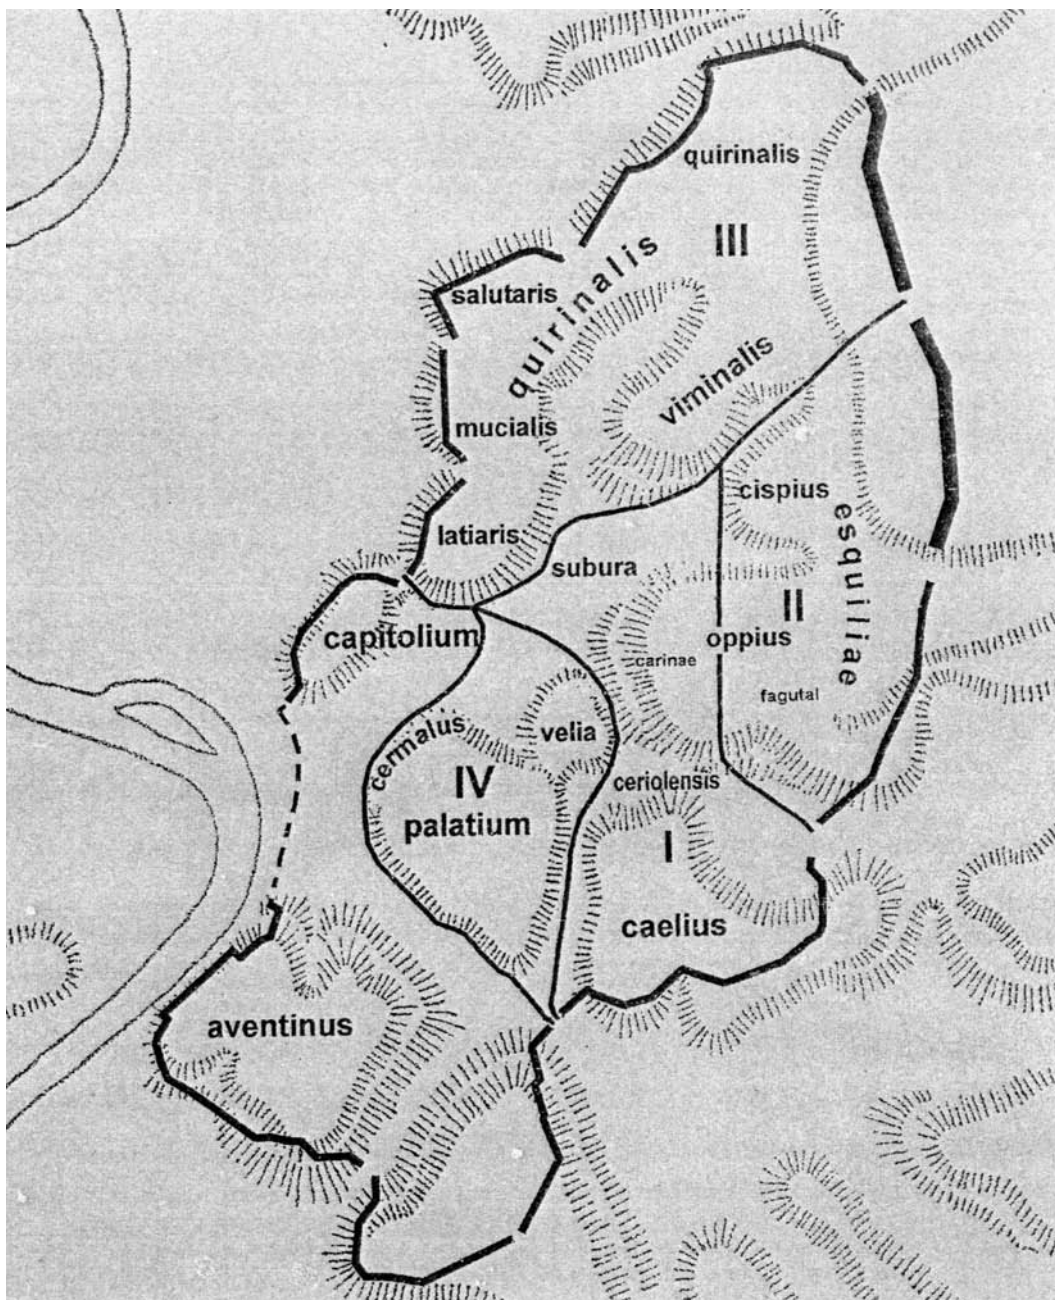 quirinalis
III
quirinalis
salutaris
viminalis
mucialis
cispius
esquiliae
latiaris
subura
II
capitolium
oppius
carinae
fagutal
cermalus
velia
IV
ceriolensis
palatium
I
caelius
aventinus